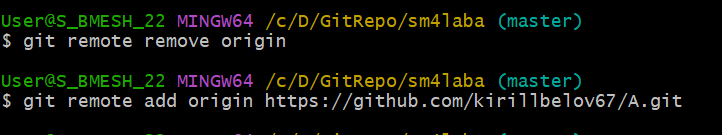 User@S_BMESH_22 MINGW64 /c/D/GitRepo/sm4laba (master)
$ git remote remove origin
User@S_BMESH_22 MINGW64 /c/D/GitRepo/sm4laba (master)
$ git remote add origin https://github.com/kirillbelov67/A.git